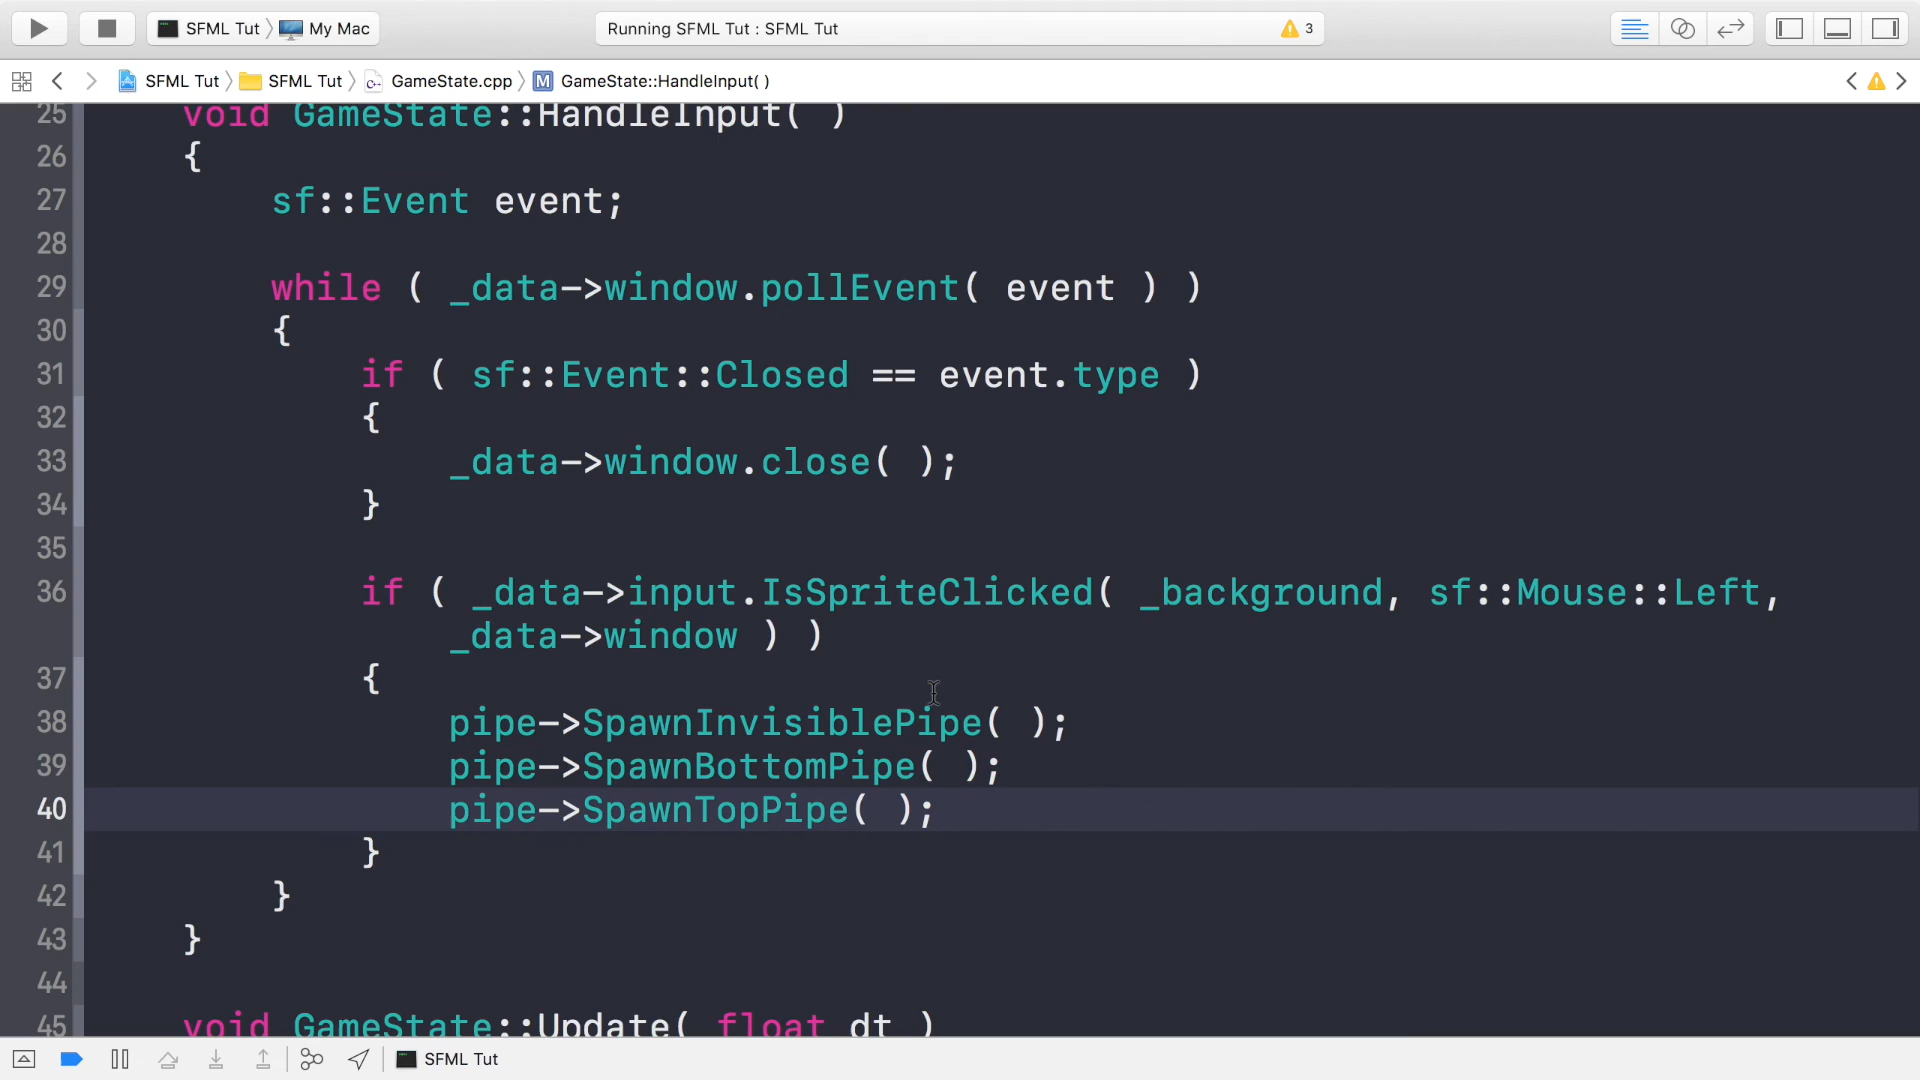 SFML Tut My Mac Running SFML Tut : SFML Tut 3
SFML Tut SFML Tut GameState.cpp M GameState::HandleInput( )
25 void GameState::HandleInput( )
26 {
27 sf::Event event;
28
29 while ( _data->window.pollEvent( event ) )
30 {
31 if ( sf::Event::Closed == event.type )
32 {
33 _data->window.close( );
34 }
35
36 if ( _data->input.IsSpriteClicked( _background, sf::Mouse::Left,
_data->window ) )
37 {
38 pipe->SpawnInvisiblePipe( );
39 pipe->SpawnBottomPipe( );
40 pipe->SpawnTopPipe( );
41 }
42 }
43 }
44
45 void GameState::Update( float dt )
SFML Tut